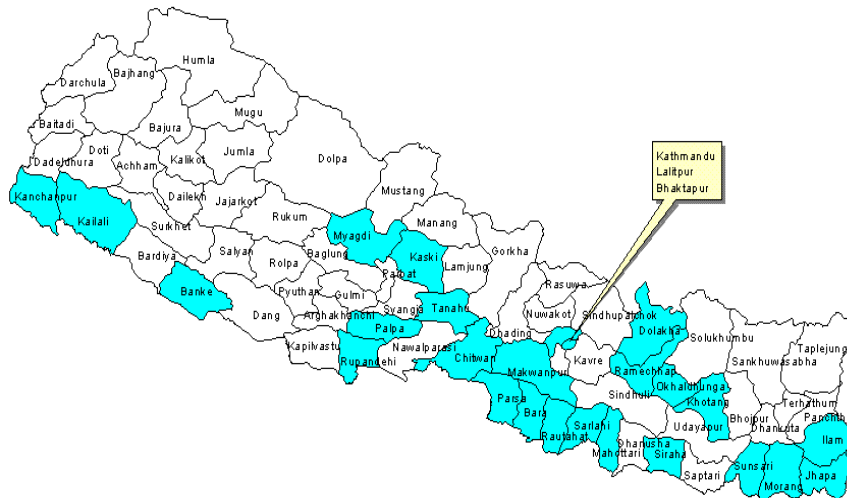 Humla
Darchula
Bajhang
Mugu
Baitadi
Bajura
Doti
Dadeldhura
Achham
Kalikot
Jumla
Dolpa
Mustang
Kanchanpur
Kailali
Dailekh
Jajarkot
Rukum
Surkhet
Myagdi
Manang
Bardiya
Salyan
Rolpa
Baglung
Kaski
Lamjung
Gorkha
Kathmandu
Lalitpur
Bhaktapur
Banke
Dang
Pyuthan
Gulmi
Parbat
Syangja
Tanahu
Rasuwa
Nuwakot
Sindhupalchok
Arghakhanchi
Palpa
Dhading
Dolakha
Solukhumbu
Sankhuwasabha
Taplejung
Kapilvastu
Rupandehi
Nawalparasi
Chitwan
Makwanpur
Kavre
Ramechhap
Okhaldhunga
Khotang
Sindhuli
Bhojpur
Terhathum
Panchth
Dhankuta
Udayapur
Parsa
Bara
Rautahat
Sarlahi
Mahottari
Dhanusha
Siraha
Saptari
Sunsari
Morang
Jhapa
Ilam